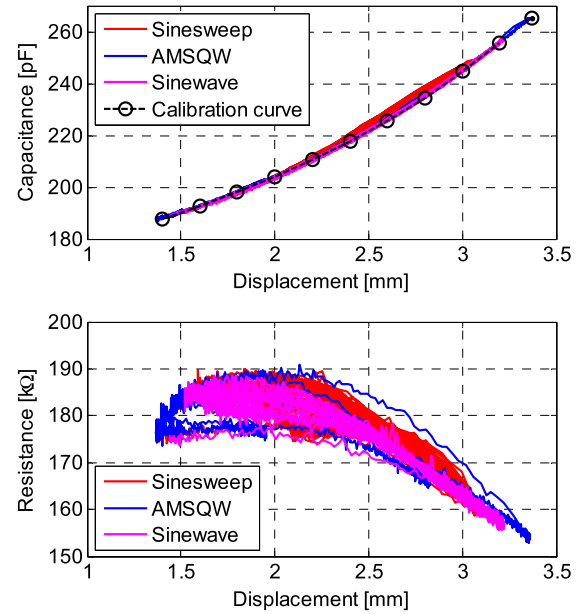 Capacitance [pF]
260
240
220
200
180
Sinesweep
AMSQW
Sinewave
Calibration curve
1 1.5 2 2.5 3 3.5
Displacement [mm]
Resistance [kΩ]
200
190
180
170
160
150
Sinesweep
AMSQW
Sinewave
1 1.5 2 2.5 3 3.5
Displacement [mm]